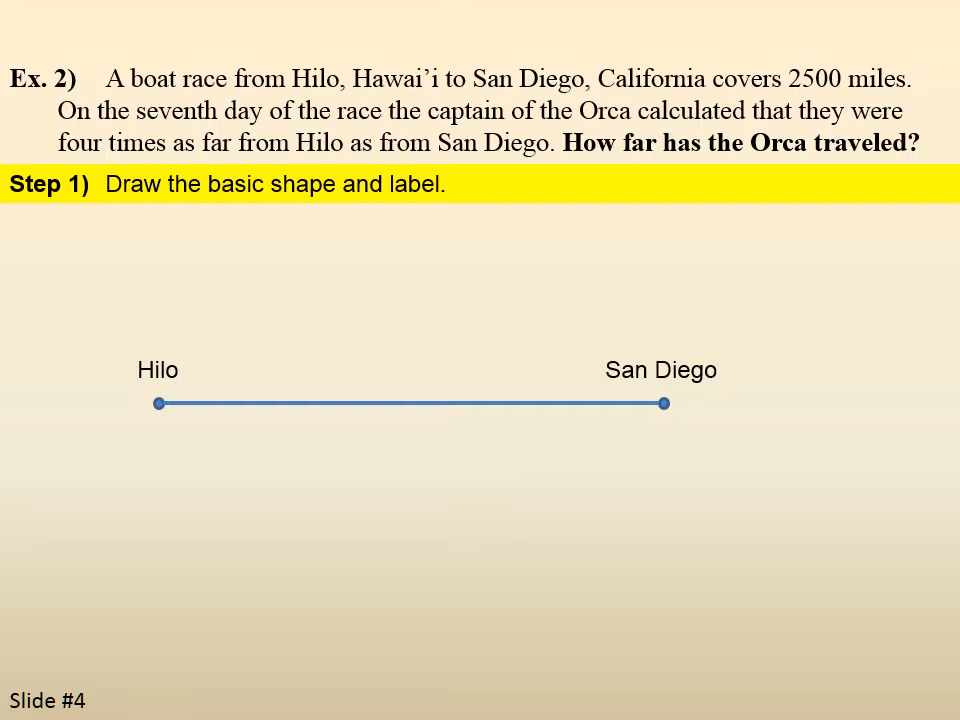 Ex. 2) A boat race from Hilo, Hawai’i to San Diego, California covers 2500 miles.
On the seventh day of the race the captain of the Orca calculated that they were
four times as far from Hilo as from San Diego. How far has the Orca traveled?
Step 1) Draw the basic shape and label.
Hilo
San Diego
Slide #4